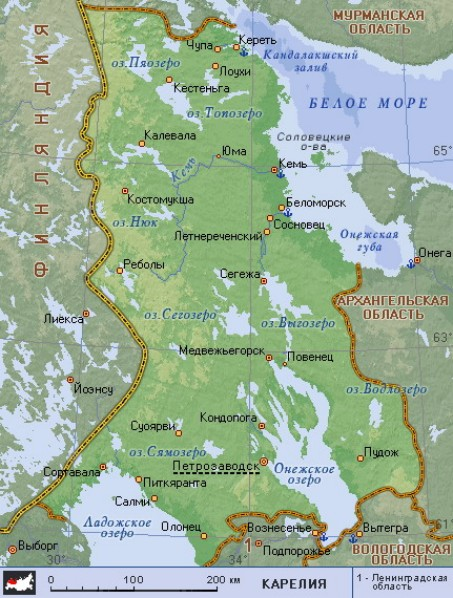 МУРМАНСКАЯ
ОБЛАСТЬ
Кереть
Чупа
Кандалакшский
залив
оз.Пяозеро
Лоухи
Кестеньга
БЕЛОЕ МОРЕ
оз.Топозеро
Соловецкие
о-ва
Калевала
Юма
65°
Кемь
Кемь
Костомукша
Беломорск
Сосновец
оз.Нюк
Летнереченский
Онежская
губа
Онега
ФИНЛЯНДИЯ
Реболы
Сегежа
АРХАНГЕЛЬСКАЯ
ОБЛАСТЬ
Лиекса
оз.Сегозеро
оз.Выгозеро
63°
Медвежьегорск
Повенец
Йоэнсу
оз.Водлозеро
Суоярви
Кондопога
оз.Сямозеро
Пудож
Сортавала
Петрозаводск
Онежское
озеро
Питкяранта
Салми
Ладожское
озеро
Олонец
Вознесенье
Вытегра
61°
Выборг
30°
1
34°
Подпорожье
ВОЛОГОДСКАЯ
ОБЛАСТЬ
0 100 200 км
КАРЕЛИЯ
1 - Ленинградская
область